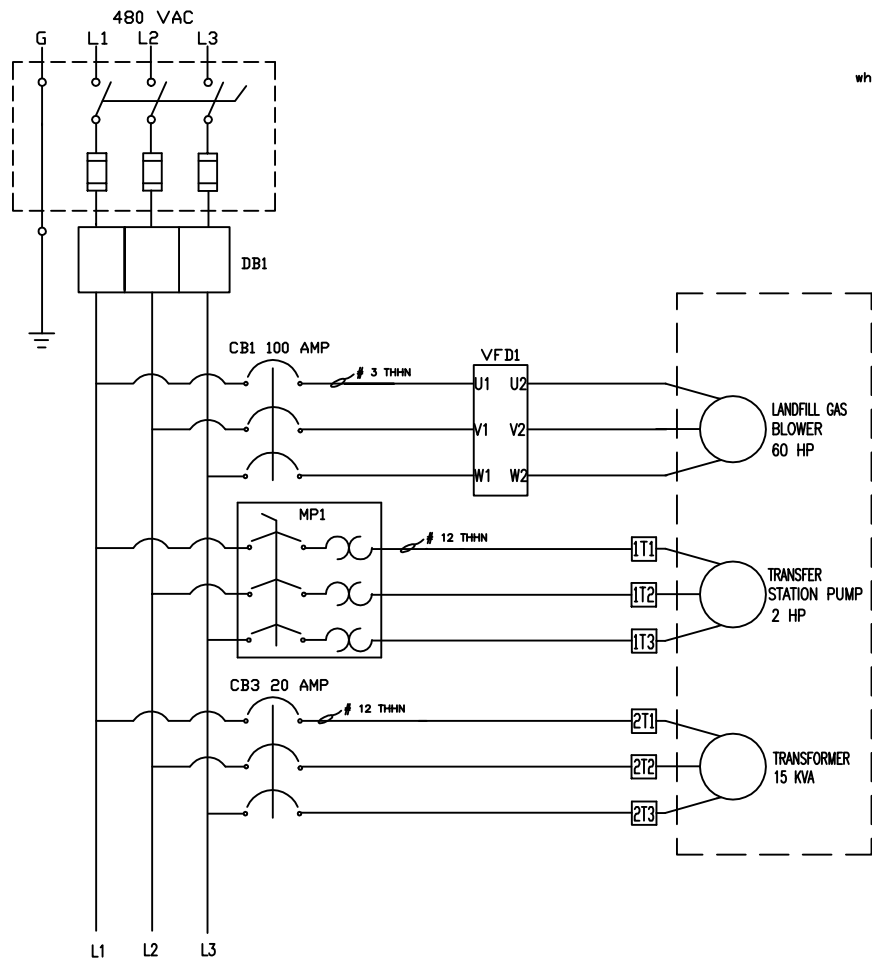 480 VAC
G L1 L2 L3
wh
DB1
CB1 100 AMP
# 3 THHN
VFD1
U1 U2
V1 V2
W1 W2
LANDFILL GAS
BLOWER
60 HP
MP1
# 12 THHN
1T1
1T2
1T3
TRANSFER
STATION PUMP
2 HP
CB3 20 AMP
# 12 THHN
2T1
2T2
2T3
TRANSFORMER
15 KVA
L1 L2 L3